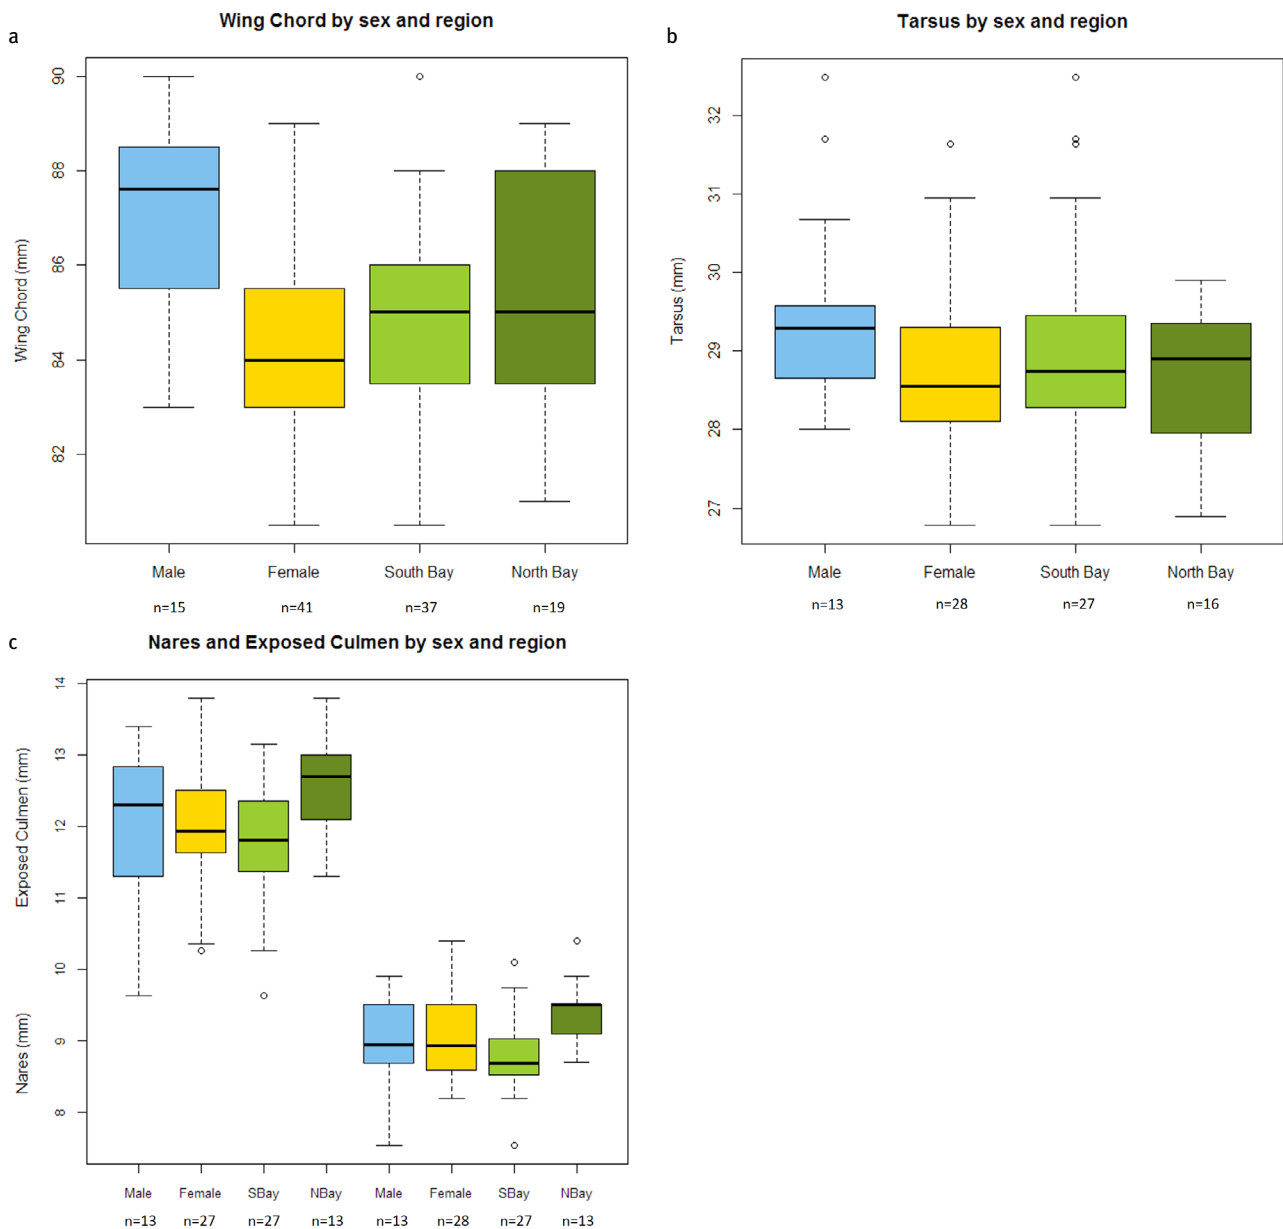 Wing Chord by sex and region
a
Wing Chord (mm)
90
88
86
84
82
Male Female South Bay North Bay
n=15 n=41 n=37 n=19
Tarsus by sex and region
b
Tarsus (mm)
32
31
30
29
28
27
Male Female South Bay North Bay
n=13 n=28 n=27 n=16
Nares and Exposed Culmen by sex and region
c
Exposed Culmen (mm)
Nares (mm)
14
13
12
11
10
9
8
Male Female SBay NBay Male Female SBay NBay
n=13 n=27 n=27 n=13 n=13 n=28 n=27 n=13